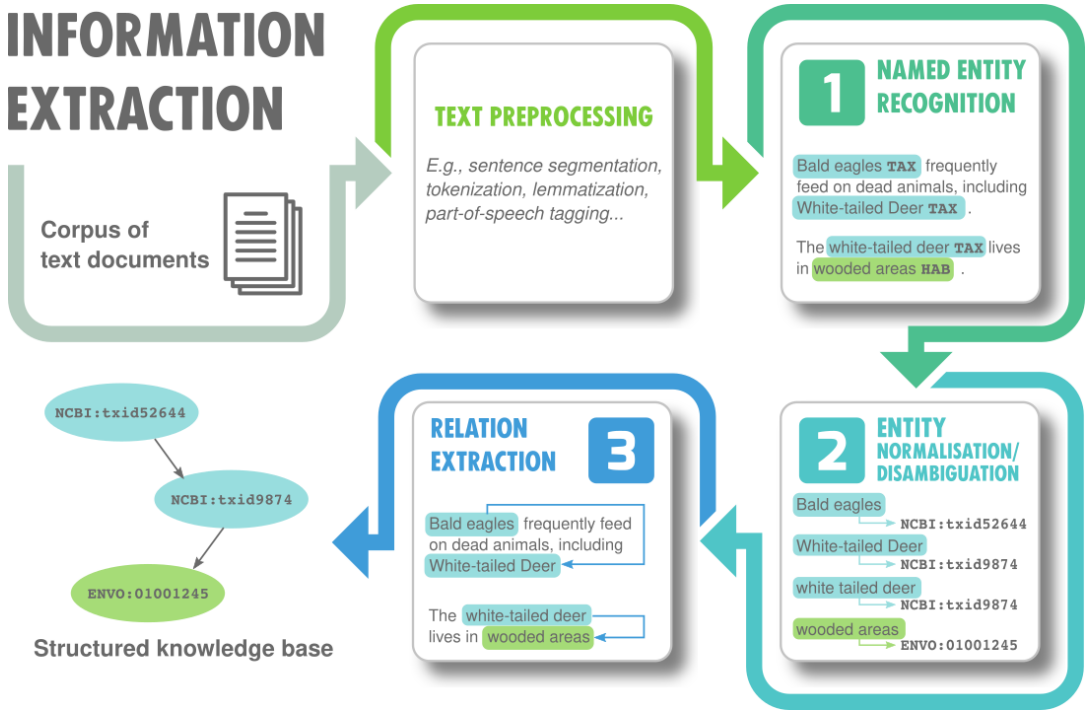 INFORMATION
EXTRACTION
Corpus of
text documents
TEXT PREPROCESSING
E.g., sentence segmentation,
tokenization, lemmatization,
part-of-speech tagging...
1
NAMED ENTITY
RECOGNITION
Bald eagles TAX frequently
feed on dead animals, including
White-tailed Deer TAX .
The white-tailed deer TAX lives
in wooded areas HAB .
2
ENTITY
NORMALISATION/
DISAMBIGUATION
Bald eagles
NCBI:txid52644
White-tailed Deer
NCBI:txid9874
white tailed deer
NCBI:txid9874
wooded areas
ENVO:01001245
RELATION
EXTRACTION
3
Bald eagles frequently feed
on dead animals, including
White-tailed Deer
The white-tailed deer
lives in wooded areas
NCBI:txid52644
NCBI:txid9874
ENVO:01001245
Structured knowledge base